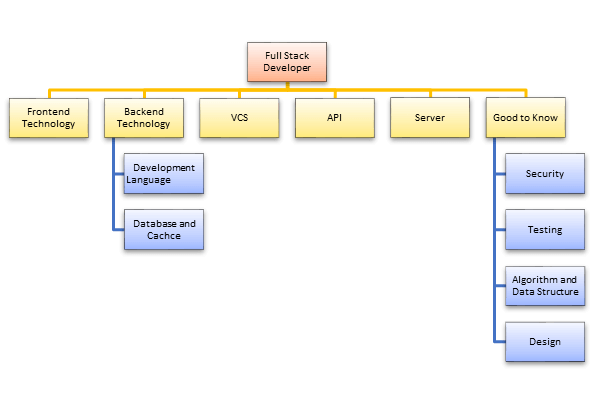 Full Stack
Developer
Frontend
Technology
Backend
Technology
VCS
API
Server
Good to Know
Development
Language
Database and
Cachce
Security
Testing
Algorithm and
Data Structure
Design